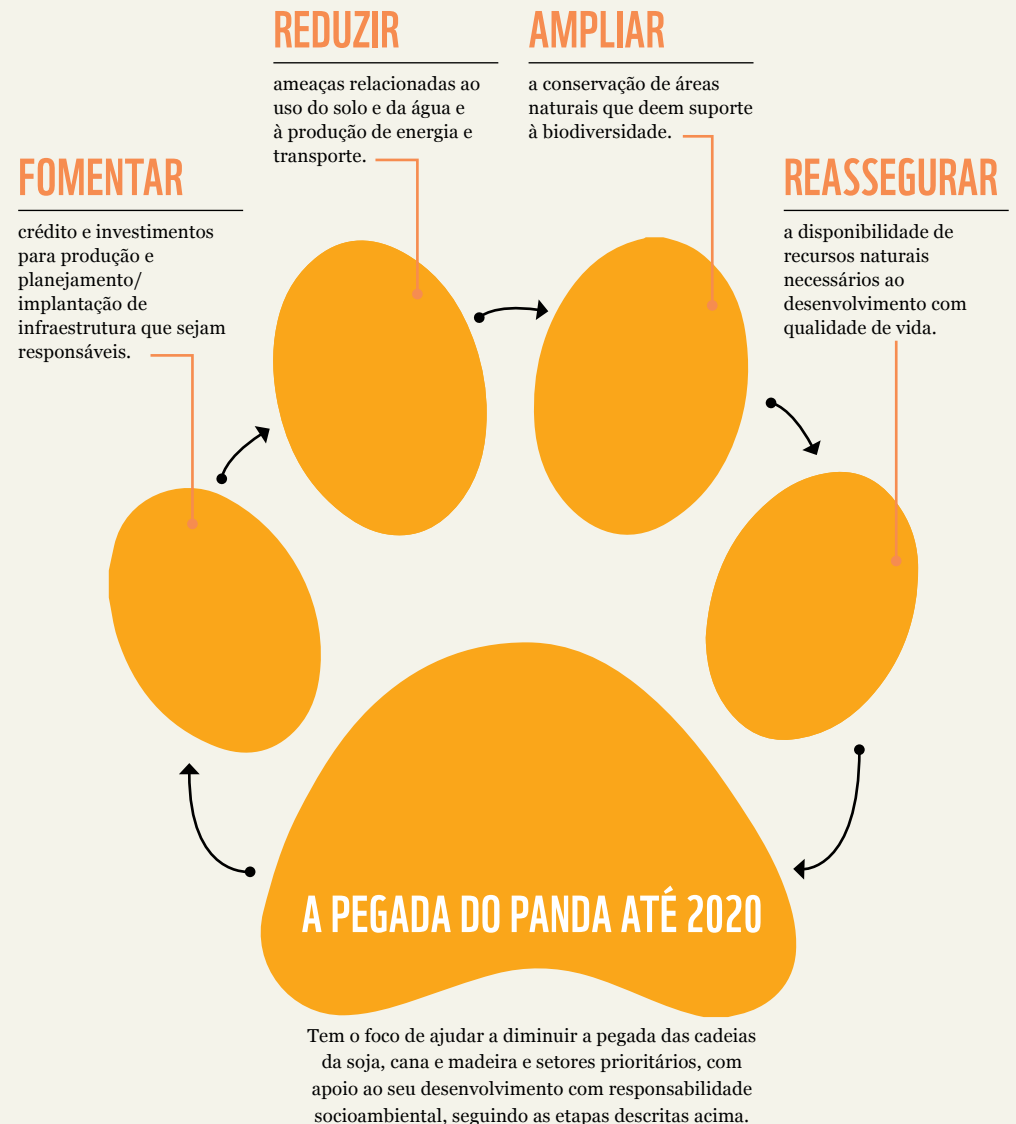 REDUZIR
ameaças relacionadas ao
uso do solo e da água e
à produção de energia e
transporte.
AMPLIAR
a conservação de áreas
naturais que deem suporte
à biodiversidade.
FOMENTAR
crédito e investimentos
para produção e
planejamento/
implantação de
infraestrutura que sejam
responsáveis.
REASSEGURAR
a disponibilidade de
recursos naturais
necessários ao
desenvolvimento com
qualidade de vida.
A PEGADA DO PANDA ATÉ 2020
Tem o foco de ajudar a diminuir a pegada das cadeias
da soja, cana e madeira e setores prioritários, com
apoio ao seu desenvolvimento com responsabilidade
socioambiental, seguindo as etapas descritas acima.